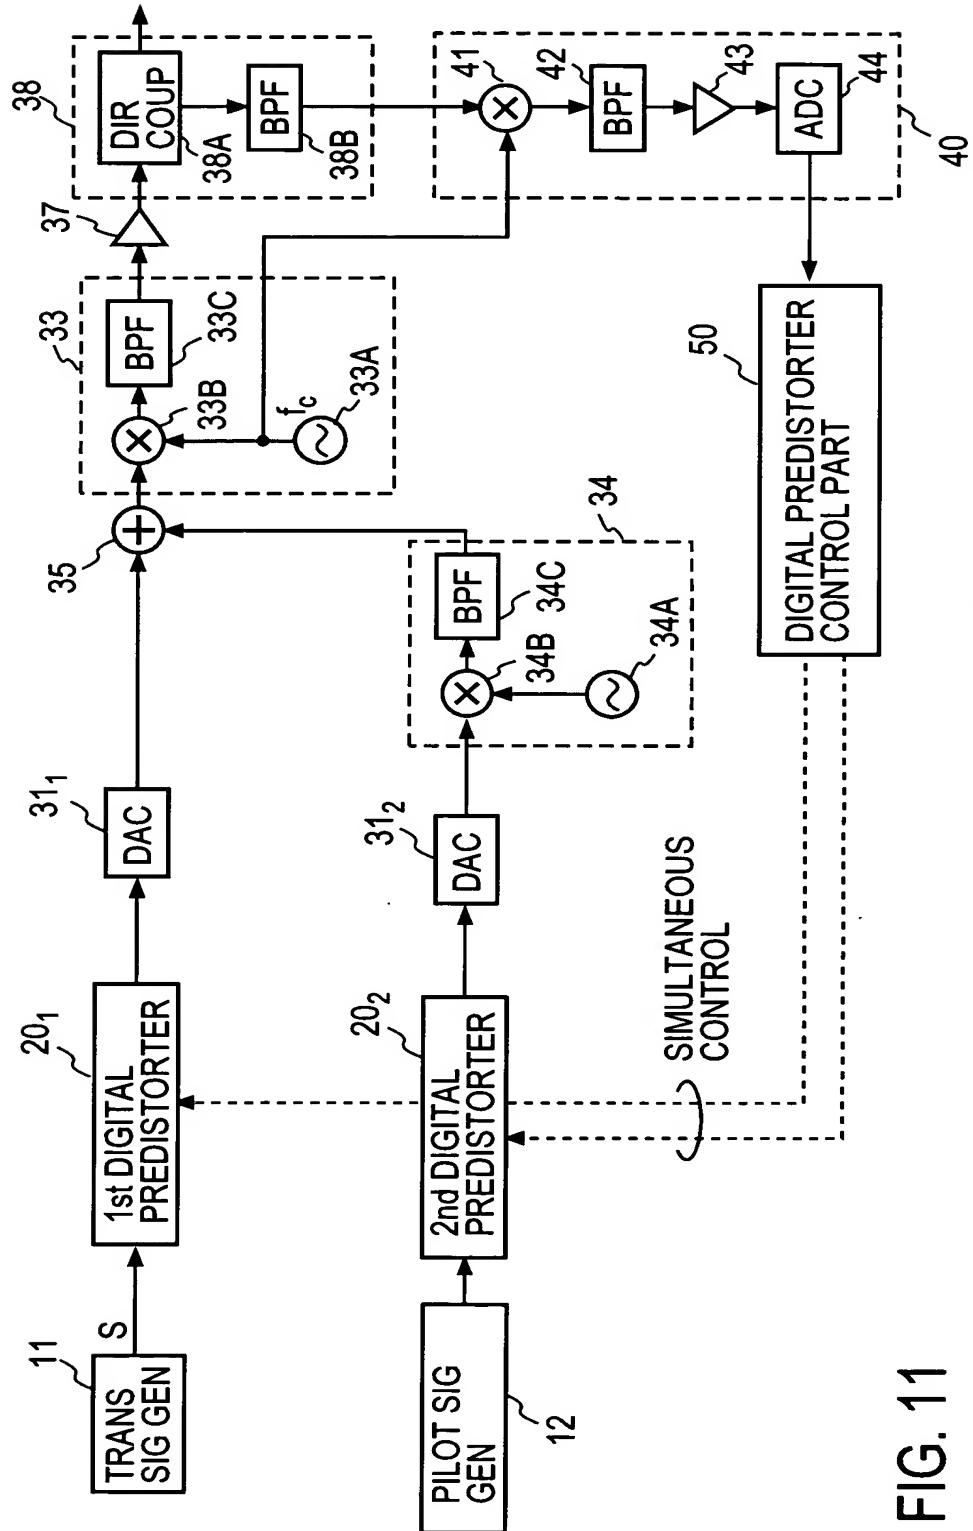 11
TRANS
SIG GEN
S
20₁
1st DIGITAL
PREDISTORTER
31₁
DAC
35
33
33B
BPF
33C
f_C
33A
37
38
DIR
COUP
38A
BPF
38B
PILOT SIG
GEN
12
20₂
2nd DIGITAL
PREDISTORTER
31₂
DAC
34
34B
BPF
34C
34A
41
42
BPF
43
ADC
44
40
SIMULTANEOUS
CONTROL
50
DIGITAL PREDISTORTER
CONTROL PART
FIG. 11